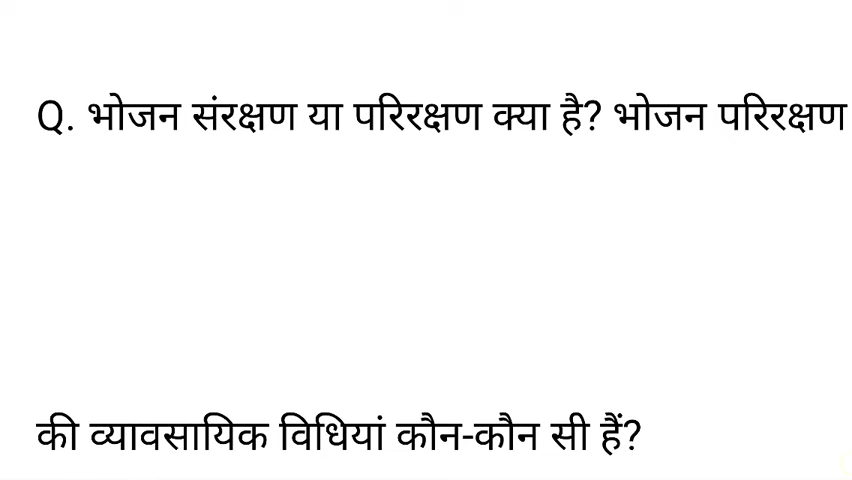 Q. भोजन संरक्षण या परिरक्षण क्या है? भोजन परिरक्षण
की व्यावसायिक विधियां कौन-कौन सी हैं?